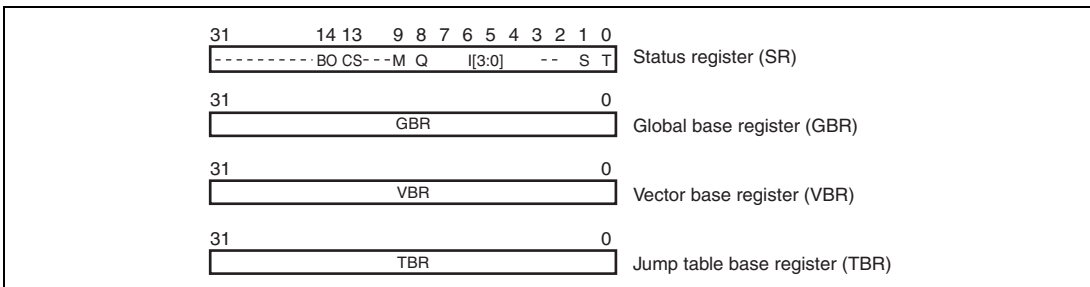 31 14 13 9 8 7 6 5 4 3 2 1 0
---------- BO CS---M Q I[3:0] -- S T Status register (SR)
31 0
GBR Global base register (GBR)
31 0
VBR Vector base register (VBR)
31 0
TBR Jump table base register (TBR)